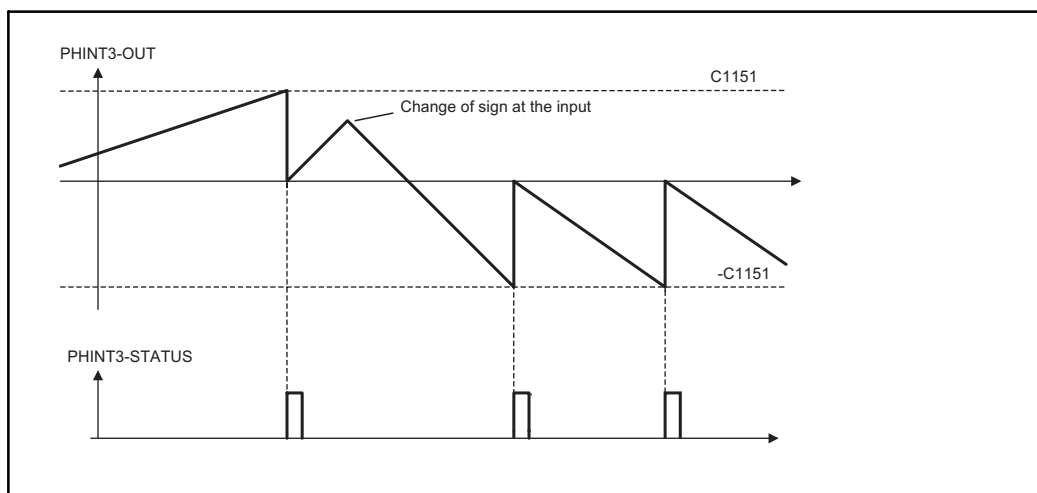 PHINT3-OUT
C1151
Change of sign at the input
-C1151
PHINT3-STATUS